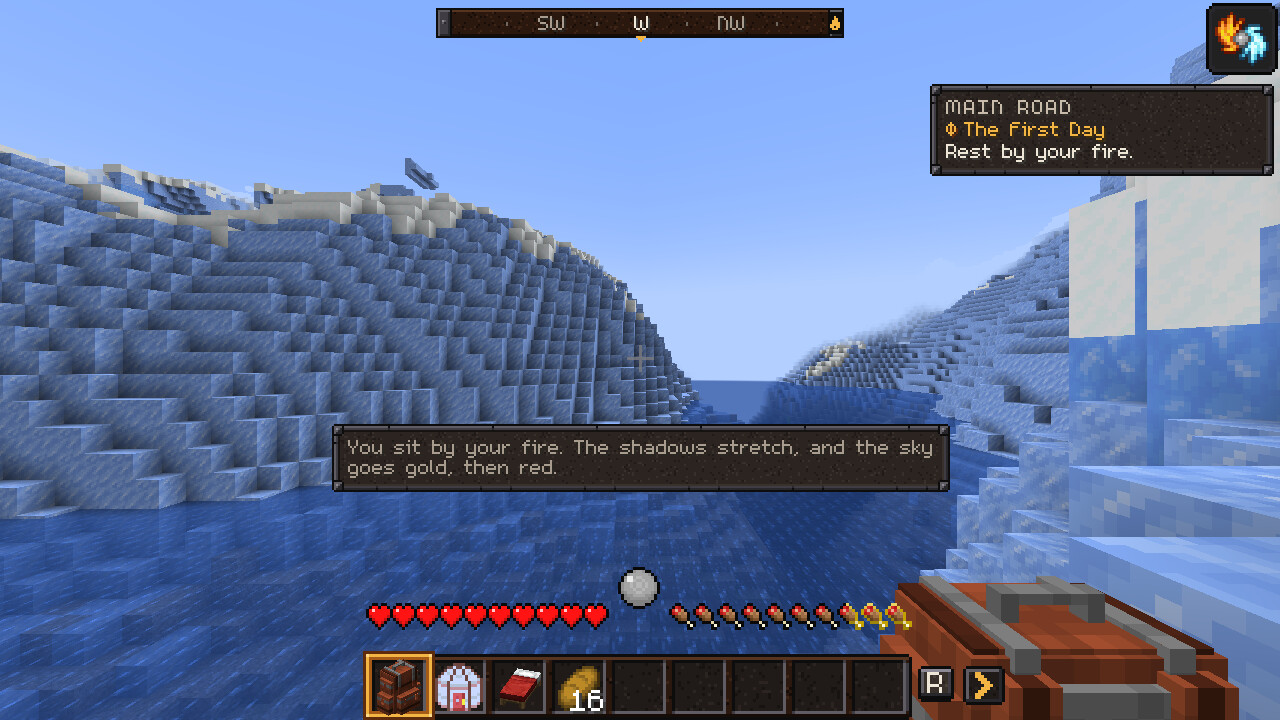 SW
W
NW
MAIN ROAD
The First Day
Rest by your fire.
You sit by your fire. The shadows stretch, and the sky
goes gold, then red.
16
R